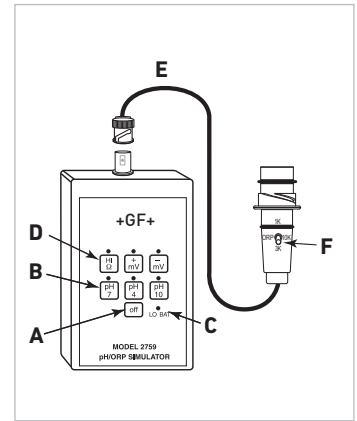 E
+GF+
D
HI Ω
+ mV
− mV
B
pH 7
pH 4
pH 10
A
off
LO BAT
C
MODEL 2759
pH/ORP SIMULATOR
1K
ORP
10K
3K
F